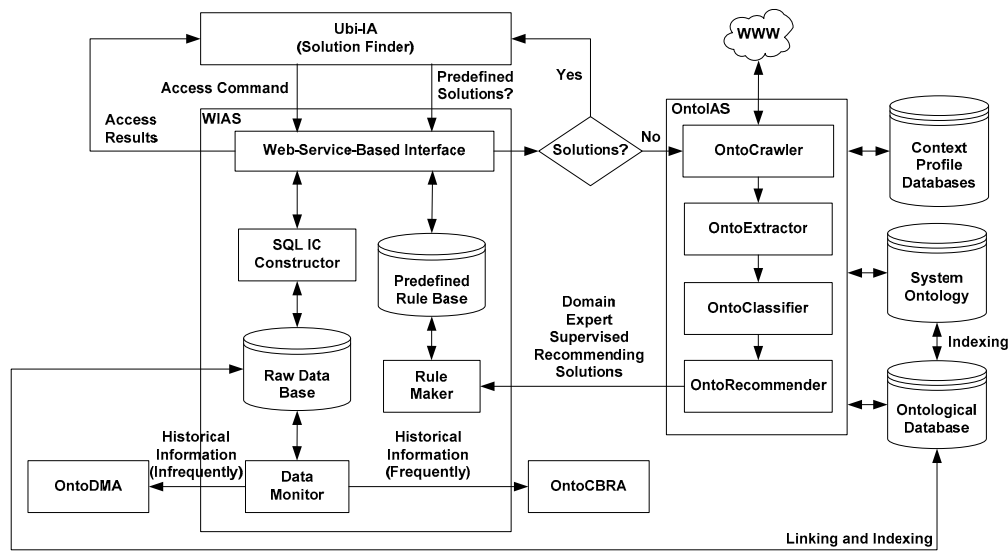 Ubi-IA
(Solution Finder)
WWW
Access Command
Predefined
Solutions?
Yes
Access
Results
WIAS
OntoIAS
Web-Service-Based Interface
Solutions?
No
OntoCrawler
Context
Profile
Databases
OntoExtractor
SQL IC
Constructor
Predefined
Rule Base
System
Ontology
OntoClassifier
Domain
Expert
Supervised
Recommending
Solutions
Indexing
Raw Data
Base
Rule
Maker
OntoRecommender
Ontological
Database
Historical
Information
(Infrequently)
Historical
Information
(Frequently)
OntoDMA
Data
Monitor
OntoCBRA
Linking and Indexing